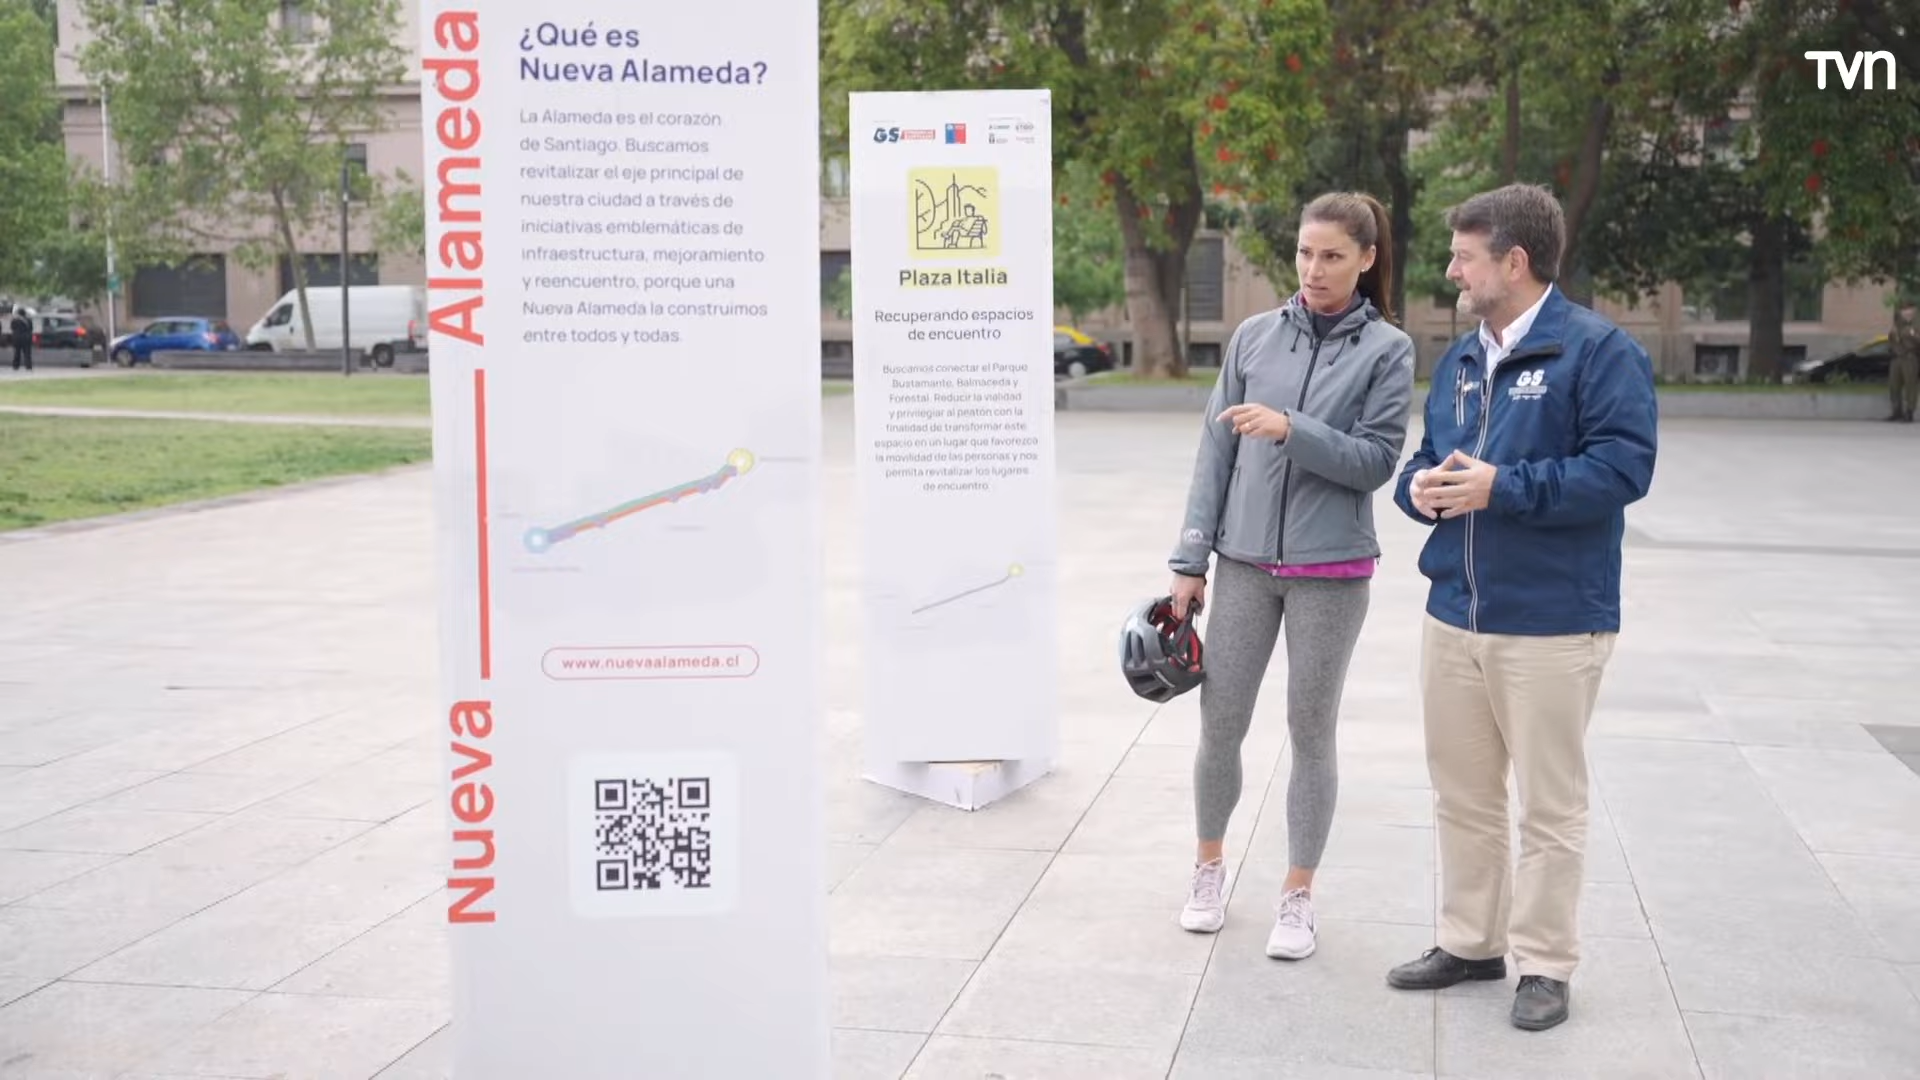 TVN
¿Qué es
Nueva Alameda?
La Alameda es el corazón
de Santiago. Buscamos
revitalizar el eje principal de
nuestra ciudad a través de
iniciativas emblemáticas de
infraestructura, mejoramiento
y reencuentro, porque una
Nueva Alameda la construimos
entre todos y todas.
www.nuevaalameda.cl
Nueva Alameda
GS
Plaza Italia
Recuperando espacios
de encuentro
Buscamos conectar el Parque
Bustamante, Balmaceda y
Forestal. Reducir la vialidad
y privilegiar al peatón con la
finalidad de transformar este
espacio en un lugar que favorezca
la movilidad de las personas y nos
permita revitalizar los lugares
de encuentro
GS